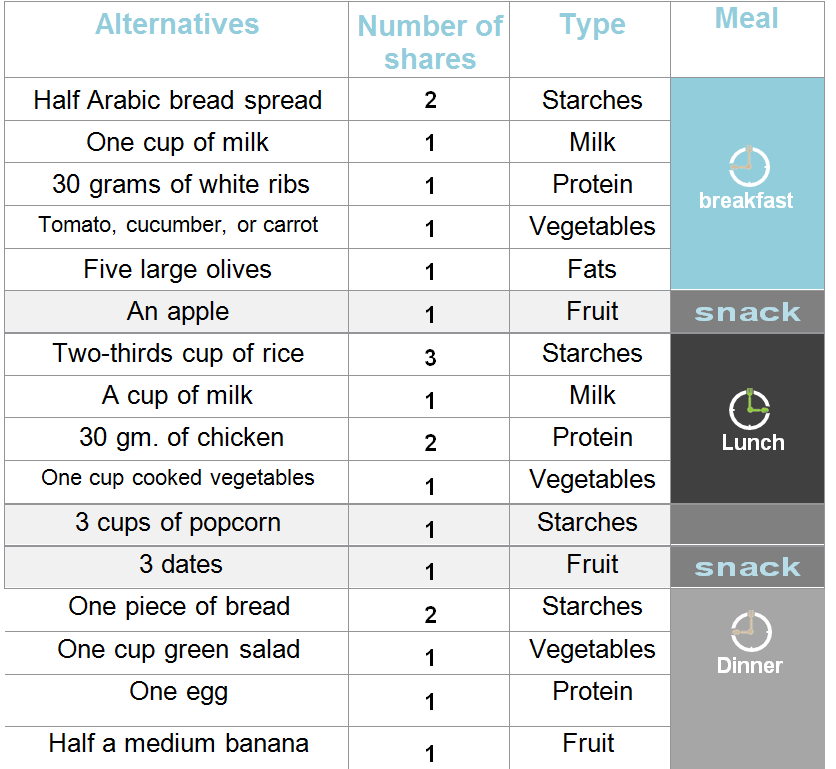 Alternatives Number of shares Type Meal
Half Arabic bread spread 2 Starches
One cup of milk 1 Milk
30 grams of white ribs 1 Protein
breakfast
Tomato, cucumber, or carrot 1 Vegetables
Five large olives 1 Fats
An apple 1 Fruit snack
Two-thirds cup of rice 3 Starches
A cup of milk 1 Milk
30 gm. of chicken 2 Protein
Lunch
One cup cooked vegetables 1 Vegetables
3 cups of popcorn 1 Starches
3 dates 1 Fruit snack
One piece of bread 2 Starches
One cup green salad 1 Vegetables
Dinner
One egg 1 Protein
Half a medium banana 1 Fruit